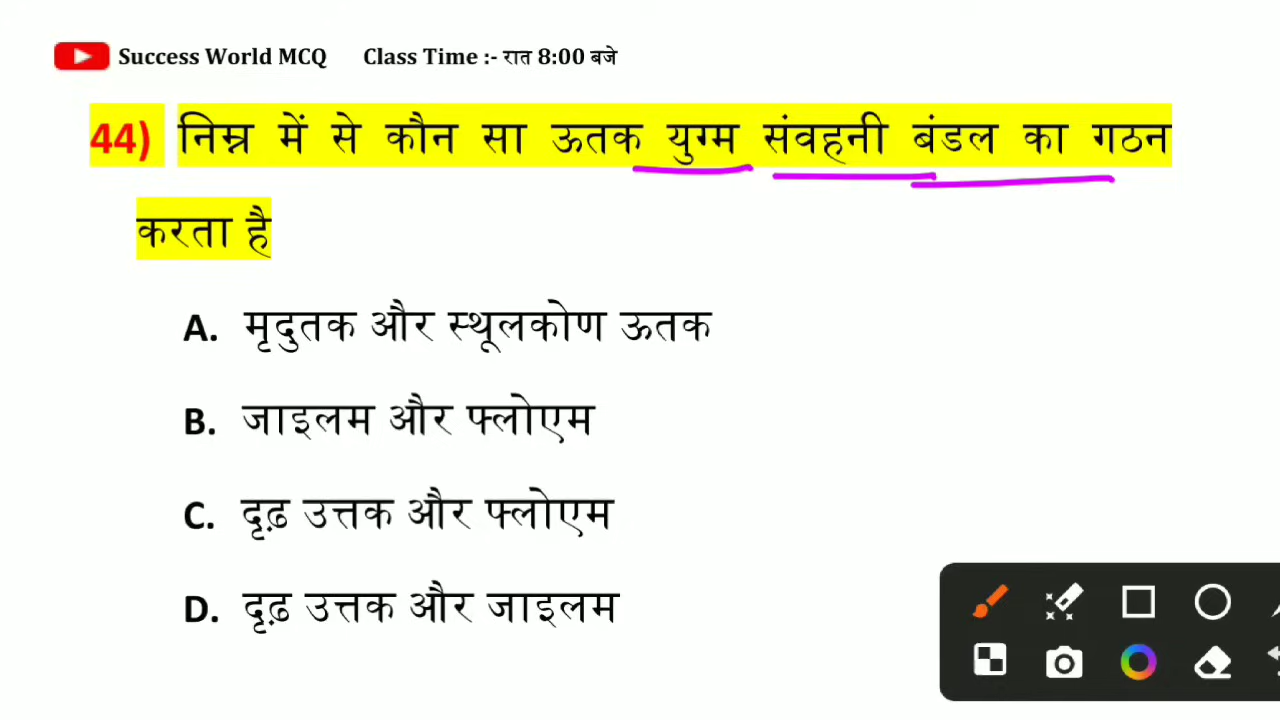 Success World MCQ Class Time :- रात 8:00 बजे
44) निम्न में से कौन सा ऊतक युग्म संवहनी बंडल का गठन
करता है
A. मृदुतक और स्थूलकोण ऊतक
B. जाइलम और फ्लोएम
C. दृढ़ उत्तक और फ्लोएम
D. दृढ़ उत्तक और जाइलम